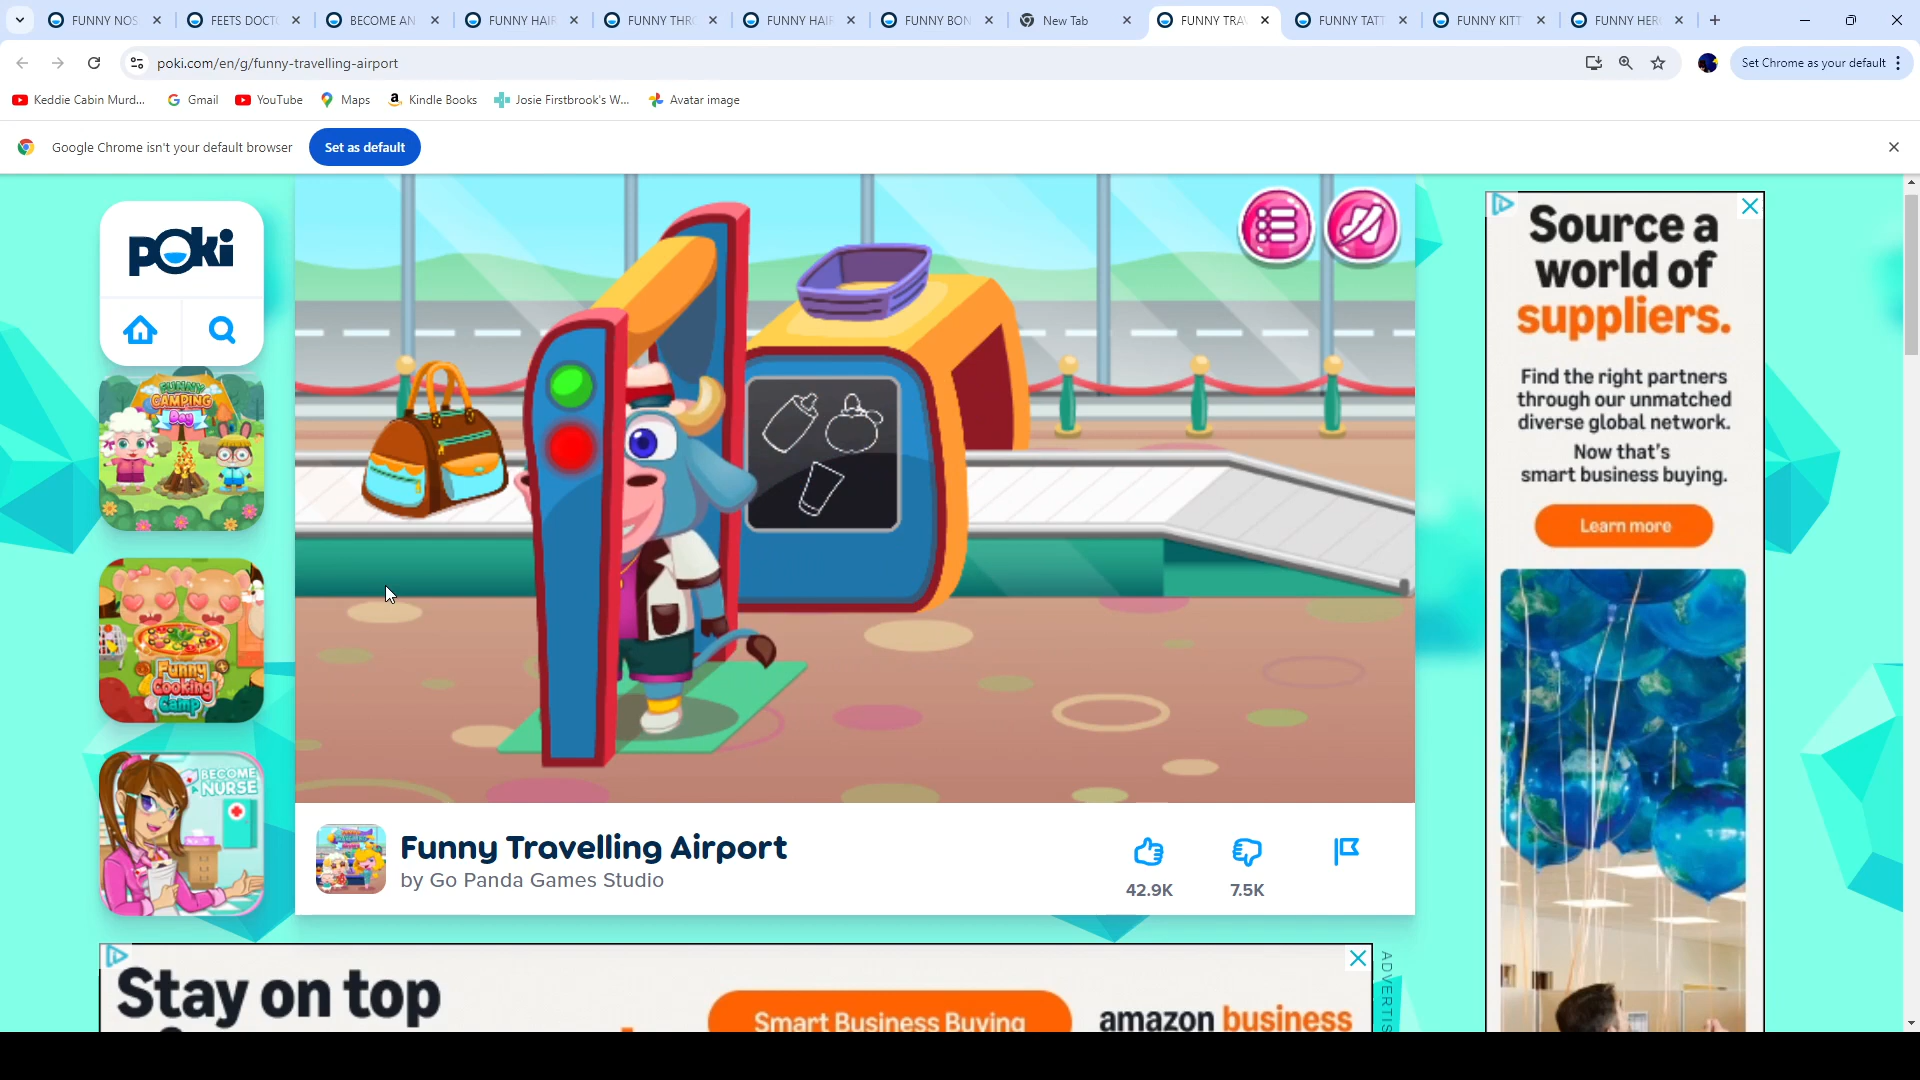 FUNNY NOS
FEETS DOCT
BECOME AN
FUNNY HAIR
FUNNY THR
FUNNY HAIR
FUNNY BON
New Tab
FUNNY TRAV
FUNNY TATT
FUNNY KITT
FUNNY HER
poki.com/en/g/funny-travelling-airport
Set Chrome as your default
Keddie Cabin Murd...
Gmail
YouTube
Maps
Kindle Books
Josie Firstbrook's W...
Avatar image
Google Chrome isn't your default browser
Set as default
poki
FUNNY
CAMPING
Day
Funny
Cooking
Camp
BECOME
NURSE
Funny Travelling Airport
by Go Panda Games Studio
42.9K
7.5K
Source a
world of
suppliers.
Find the right partners
through our unmatched
diverse global network.
Now that's
smart business buying.
Learn more
Stay on top
Smart Business Buying
amazon business